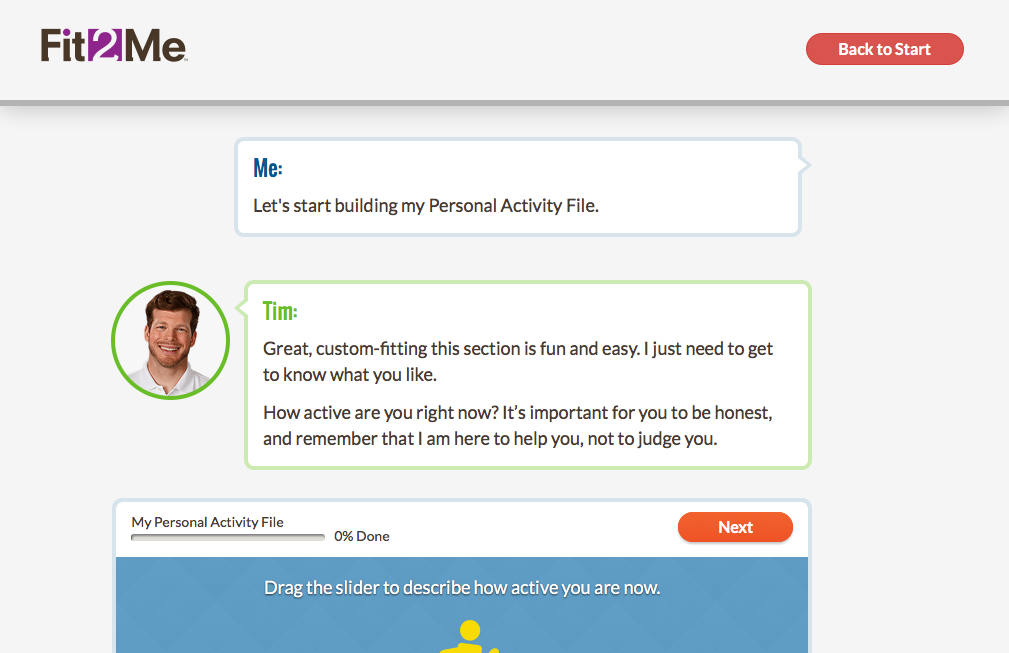 Fit2Me
Back to Start
Me:
Let's start building my Personal Activity File.
Tim:
Great, custom-fitting this section is fun and easy. I just need to get
to know what you like.
How active are you right now? It’s important for you to be honest,
and remember that I am here to help you, not to judge you.
My Personal Activity File
0% Done
Next
Drag the slider to describe how active you are now.